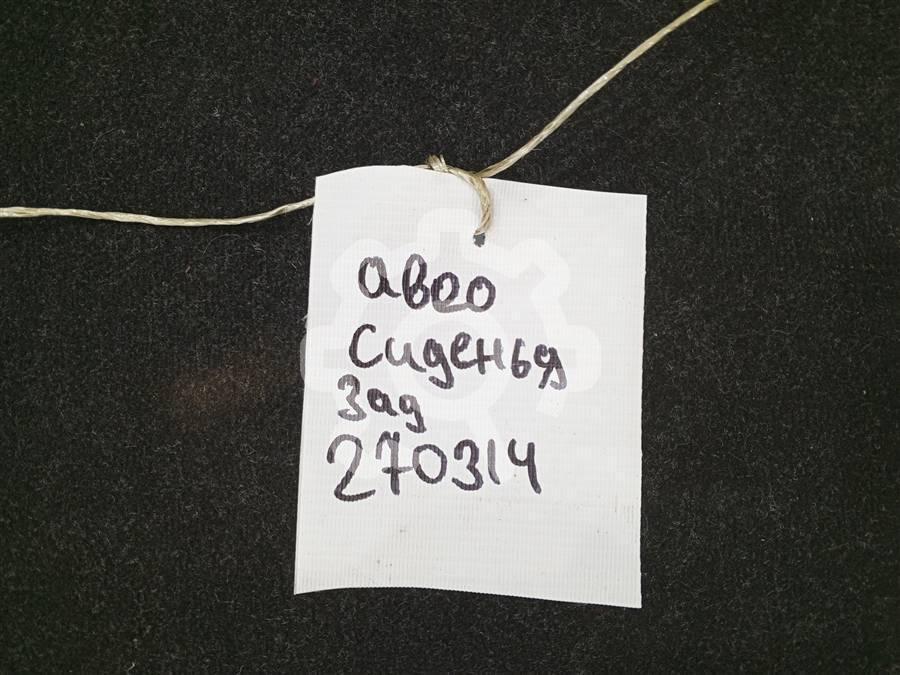 авео
Сиденья
Зад
270314